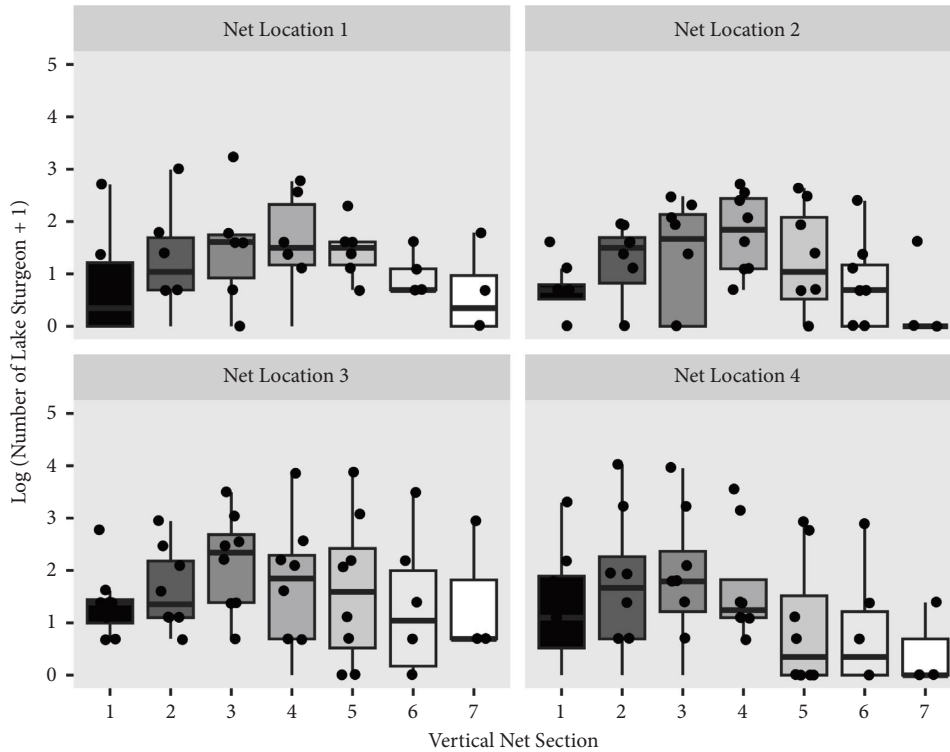 Net Location 1
Net Location 2
5
4
3
2
1
0
Net Location 3
Net Location 4
5
4
3
2
1
0
1 2 3 4 5 6 7
1 2 3 4 5 6 7
Log (Number of Lake Sturgeon + 1)
Vertical Net Section